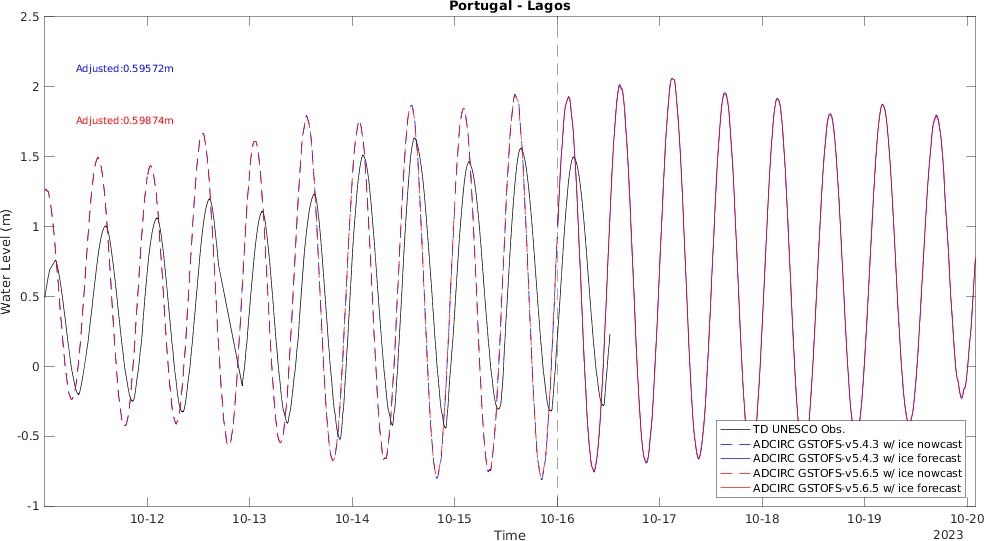 Portugal - Lagos
2.5
2
1.5
1
0.5
0
-0.5
-1
Water Level (m)
Adjusted:0.59572m
Adjusted:0.59874m
TD UNESCO Obs.
ADCIRC GSTOFS-v5.4.3 w/ ice nowcast
ADCIRC GSTOFS-v5.4.3 w/ ice forecast
ADCIRC GSTOFS-v5.6.5 w/ ice nowcast
ADCIRC GSTOFS-v5.6.5 w/ ice forecast
10-12 10-13 10-14 10-15 10-16 10-17 10-18 10-19 10-20
Time
2023